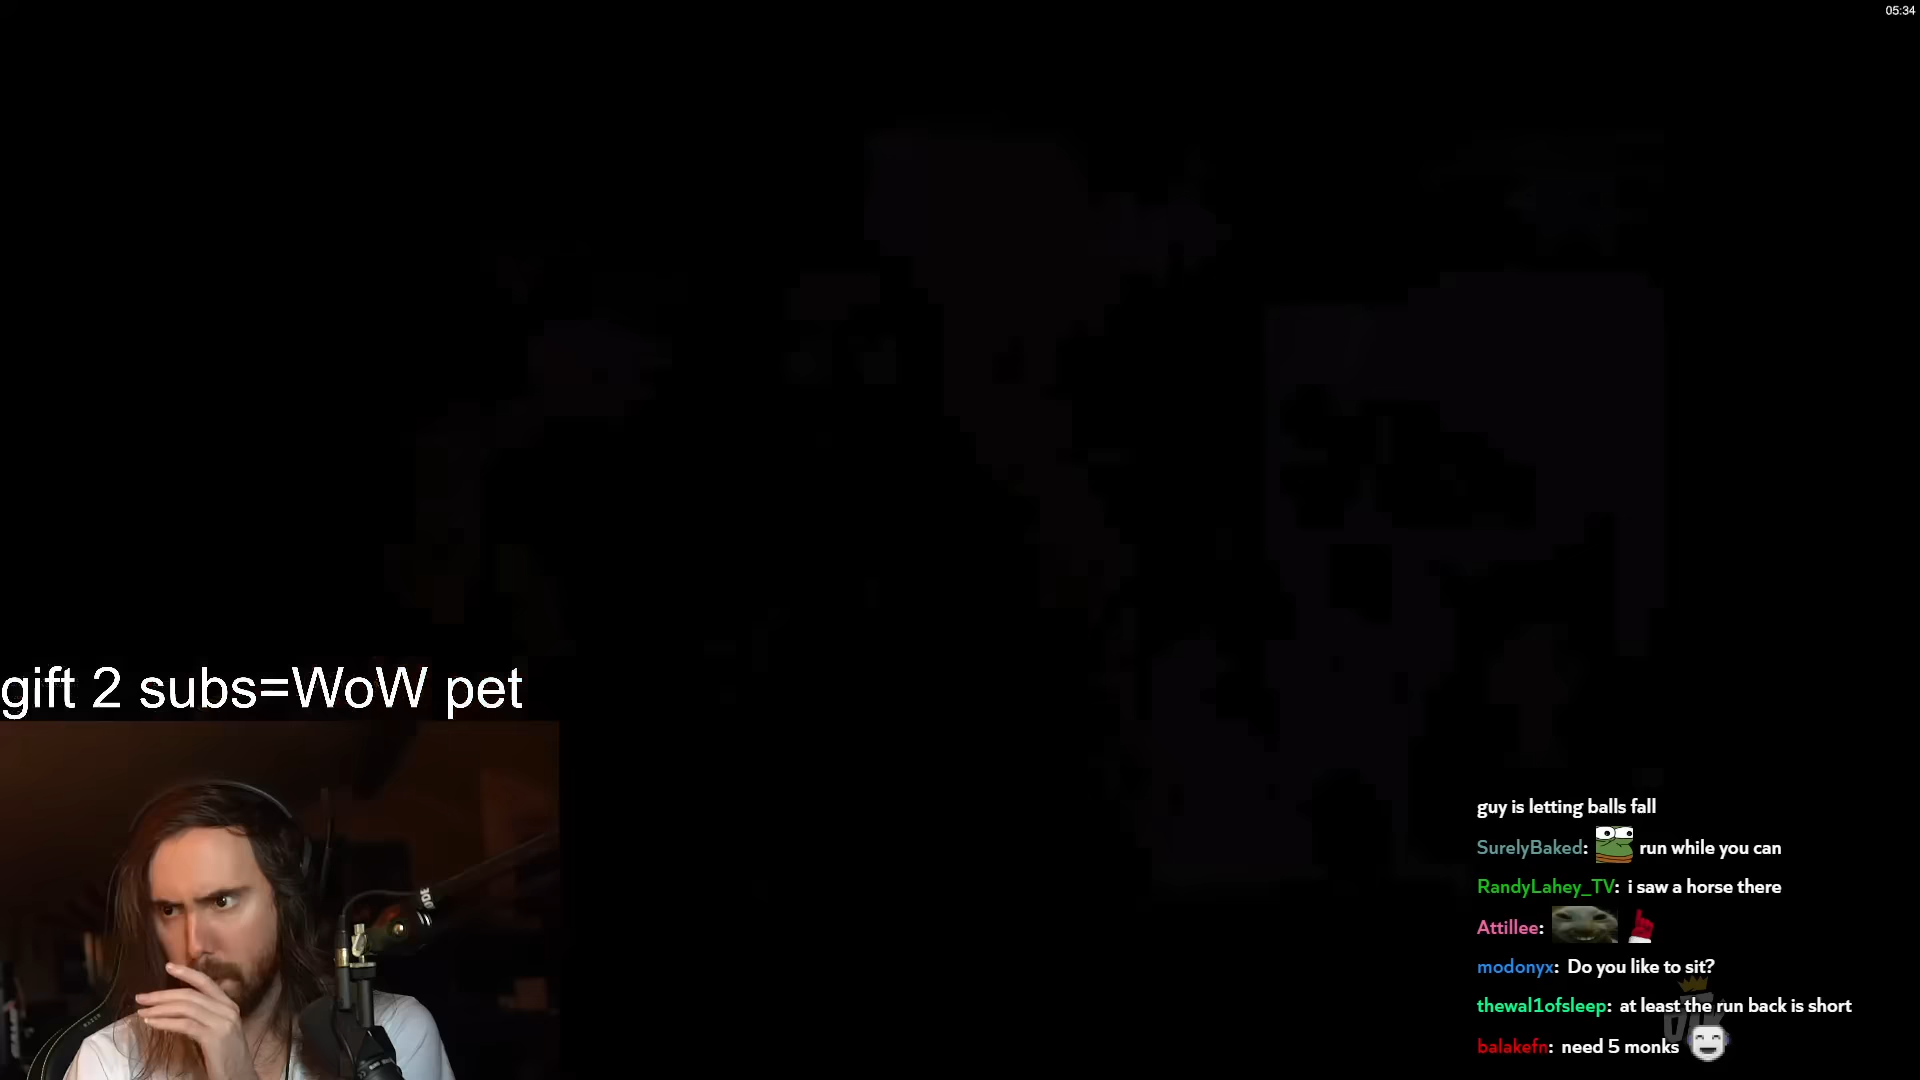 05:34
gift 2 subs=WoW pet
guy is letting balls fall
SurelyBaked: run while you can
RandyLahey_TV: i saw a horse there
Attillee:
modonyx: Do you like to sit?
thewal1ofsleep: at least the run back is short
balakefn: need 5 monks